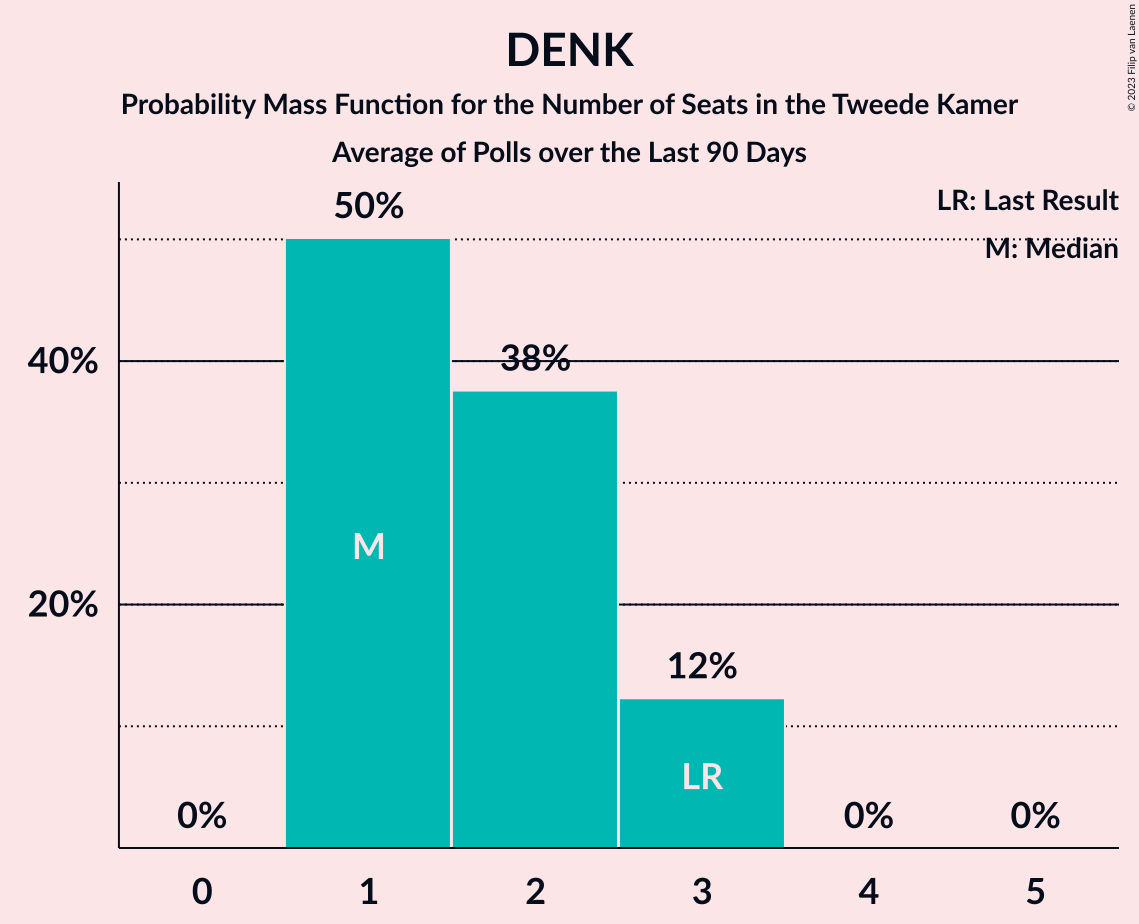 DENK
Probability Mass Function for the Number of Seats in the Tweede Kamer
Average of Polls over the Last 90 Days
© 2023 Filip van Laenen
LR: Last Result
M: Median
50%
38%
12%
0%
0%
0%
40%
20%
M
LR
0
1
2
3
4
5